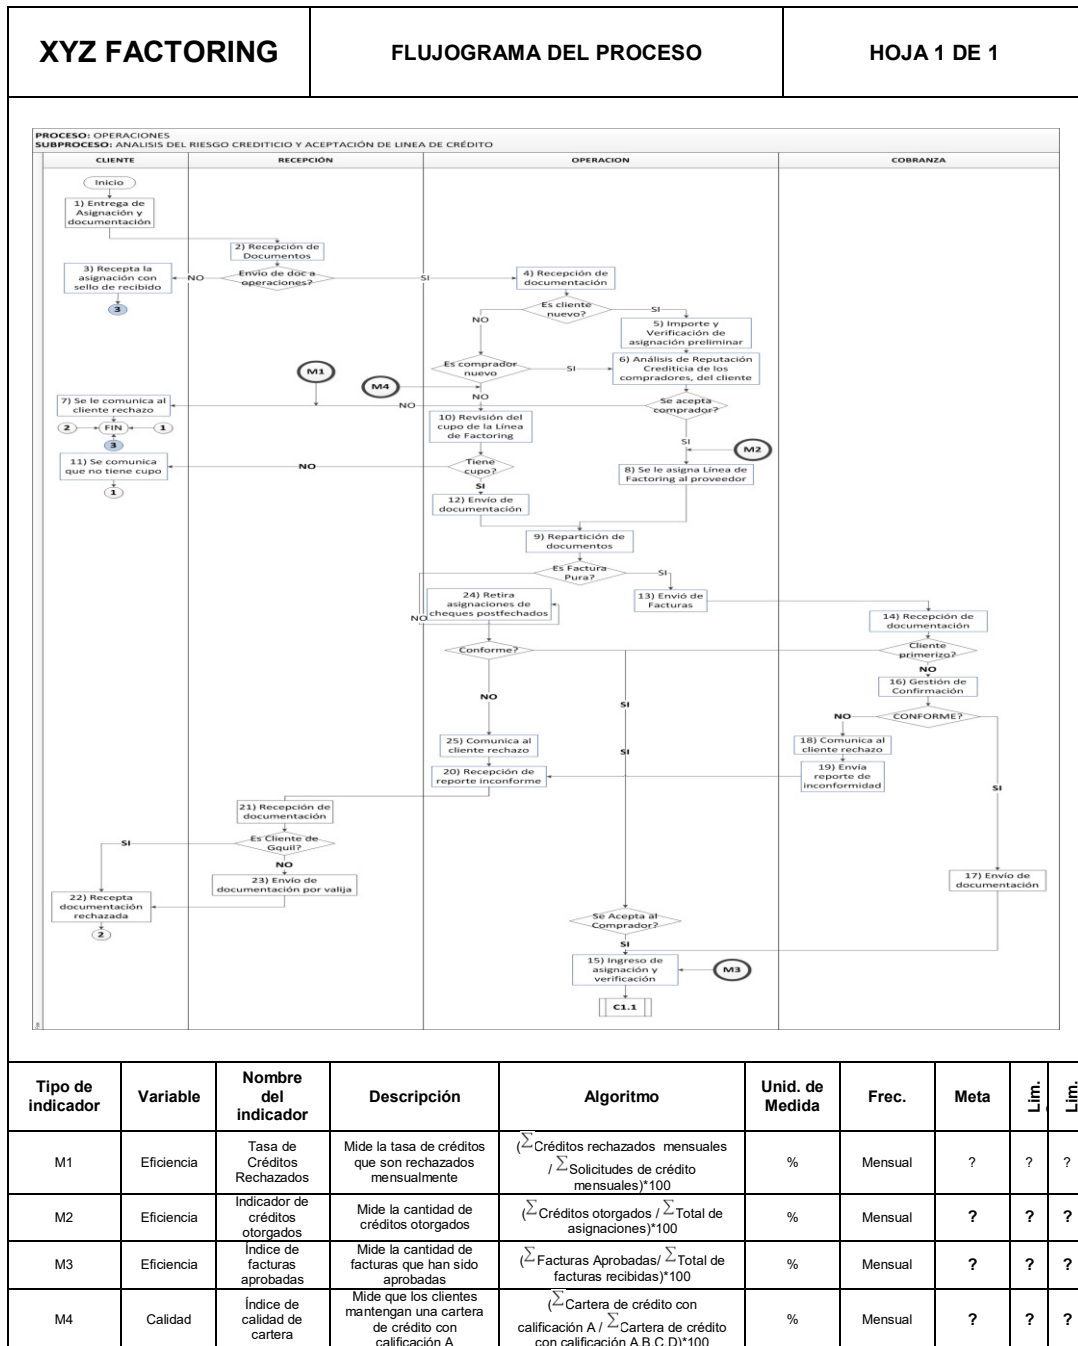 XYZ FACTORING
FLUJOGRAMA DEL PROCESO
HOJA 1 DE 1
PROCESO: OPERACIONES
SUBPROCESO: ANALISIS DEL RIESGO CREDITICIO Y ACEPTACIÓN DE LINEA DE CRÉDITO
CLIENTE
RECEPCIÓN
OPERACION
COBRANZA
Inicio
1) Entrega de
Asignación y
documentación
2) Recepción de
Documentos
Envío de doc a
operaciones?
NO
SI
3) Recepta la
asignación con
sello de recibido
3
4) Recepción de
documentación
Es cliente
nuevo?
NO
SI
5) Importe y
Verificación de
asignación preliminar
Es comprador
nuevo
SI
6) Análisis de Reputación
Crediticia de los
compradores, del cliente
M1
M4
NO
Se acepta
comprador?
NO
7) Se le comunica al
cliente rechazo
2
FIN
1
3
10) Revisión del
cupo de la Línea
de Factoring
SI
M2
11) Se comunica
que no tiene cupo
1
NO
Tiene
cupo?
SI
8) Se le asigna Línea de
Factoring al proveedor
12) Envío de
documentación
9) Repartición de
documentos
Es Factura
Pura?
SI
NO
24) Retira
asignaciones de
cheques postfechados
13) Envió de
Facturas
14) Recepción de
documentación
Conforme?
Cliente
primerizo?
NO
16) Gestión de
Confirmación
NO
SI
NO
CONFORME?
25) Comunica al
cliente rechazo
SI
18) Comunica al
cliente rechazo
20) Recepción de
reporte inconforme
19) Envía
reporte de
inconformidad
SI
21) Recepción de
documentación
Es Cliente de
Gquil?
SI
NO
23) Envío de
documentación por valija
17) Envío de
documentación
22) Recepta
documentación
rechazada
2
Se Acepta al
Comprador?
SI
15) Ingreso de
asignación y
verificación
M3
C1.1
Tipo de
indicador
Variable
Nombre
del
indicador
Descripción
Algoritmo
Unid. de
Medida
Frec.
Meta
Lim.
Lim.
M1
Eficiencia
Tasa de
Créditos
Rechazados
Mide la tasa de créditos
que son rechazados
mensualmente
(∑Créditos rechazados mensuales
/ ∑Solicitudes de crédito
mensuales)*100
%
Mensual
?
?
?
M2
Eficiencia
Indicador de
créditos
otorgados
Mide la cantidad de
créditos otorgados
(∑Créditos otorgados / ∑Total de
asignaciones)*100
%
Mensual
?
?
?
M3
Eficiencia
Índice de
facturas
aprobadas
Mide la cantidad de
facturas que han sido
aprobadas
(∑Facturas Aprobadas/ ∑Total de
facturas recibidas)*100
%
Mensual
?
?
?
M4
Calidad
Índice de
calidad de
cartera
Mide que los clientes
mantengan una cartera
de crédito con
calificación A
(∑Cartera de crédito con
calificación A / ∑Cartera de crédito
con calificación A,B,C,D)*100
%
Mensual
?
?
?